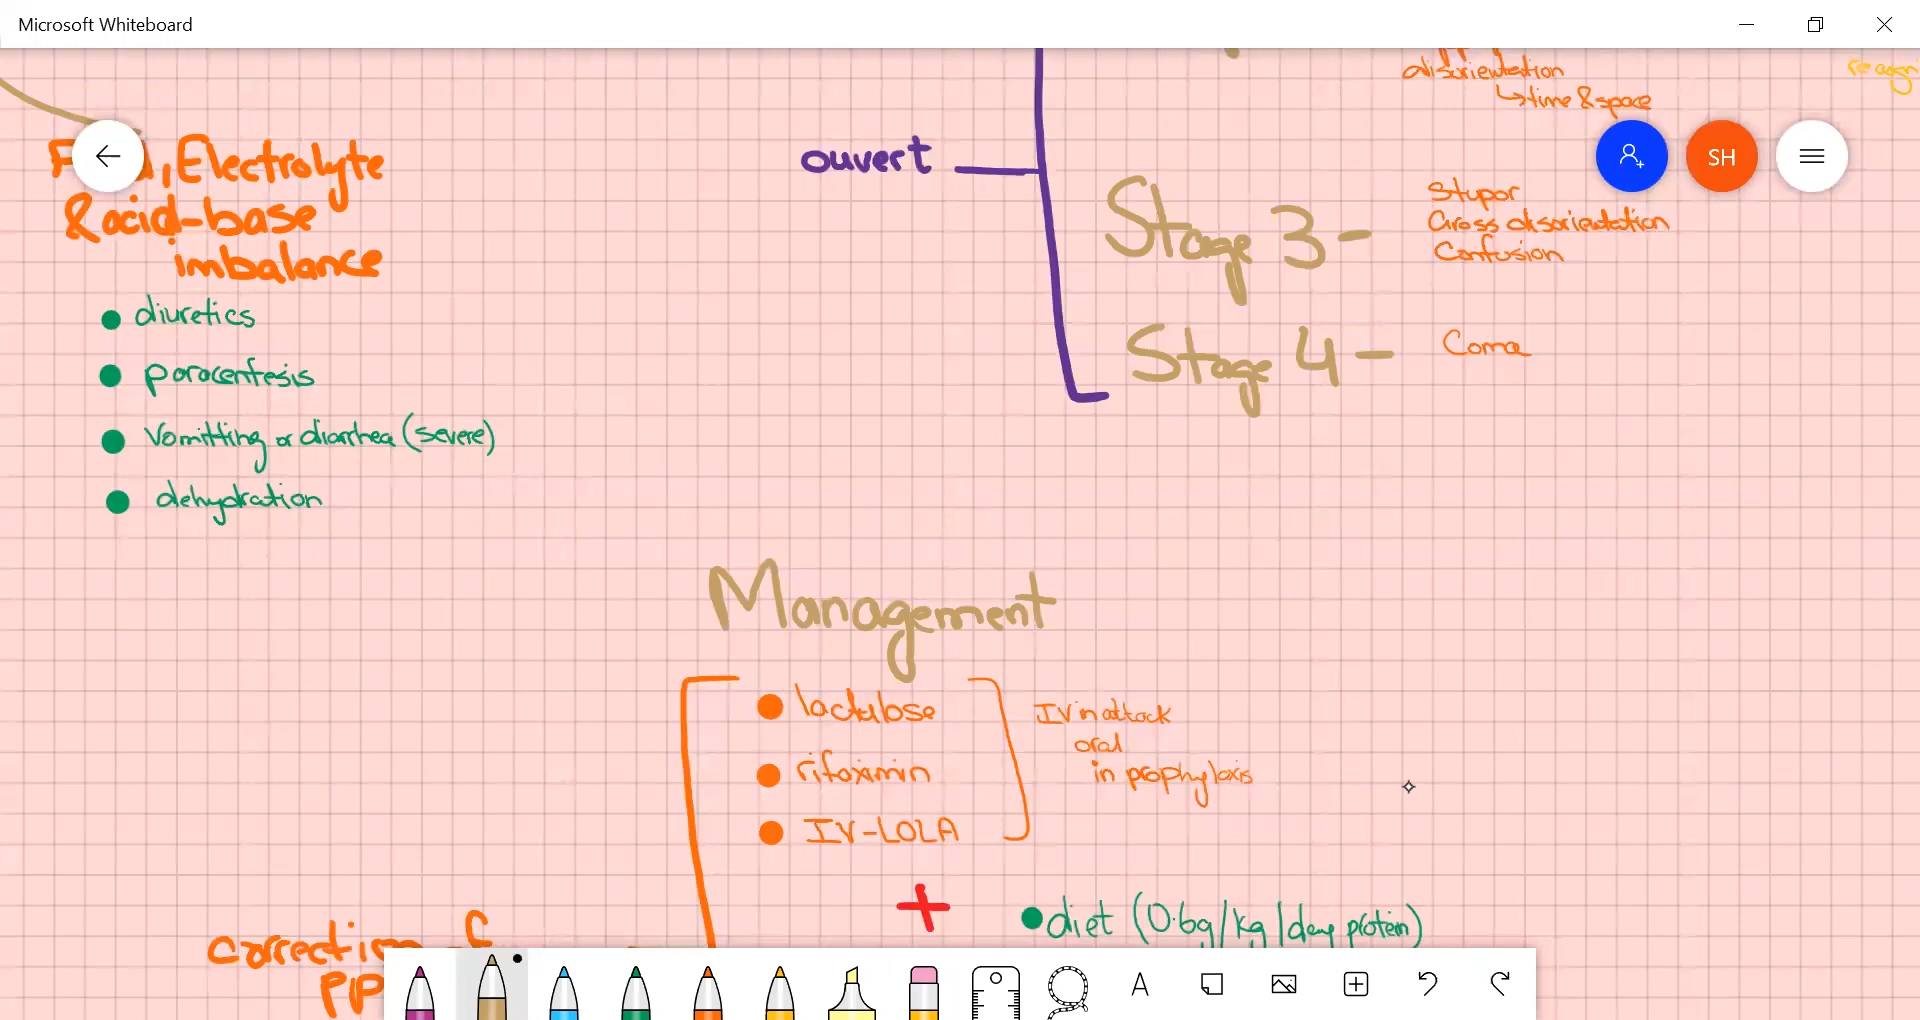 Microsoft Whiteboard
disorientation
↳ time & space
recogni
SH
, Electrolyte
& acid-base
imbalance
• diuretics
• paracentesis
• Vomitting or diarrhea (severe)
• dehydration
ouvert
Stage 3 -
Stupor
Gross disorientation
Confusion
Stage 4 -
Coma
Management
• lactulose
• rifaximin
• IV-LOLA
IV in attack
oral
in prophylaxis
+
• diet (0.6g/kg/day protein)
correction of
A